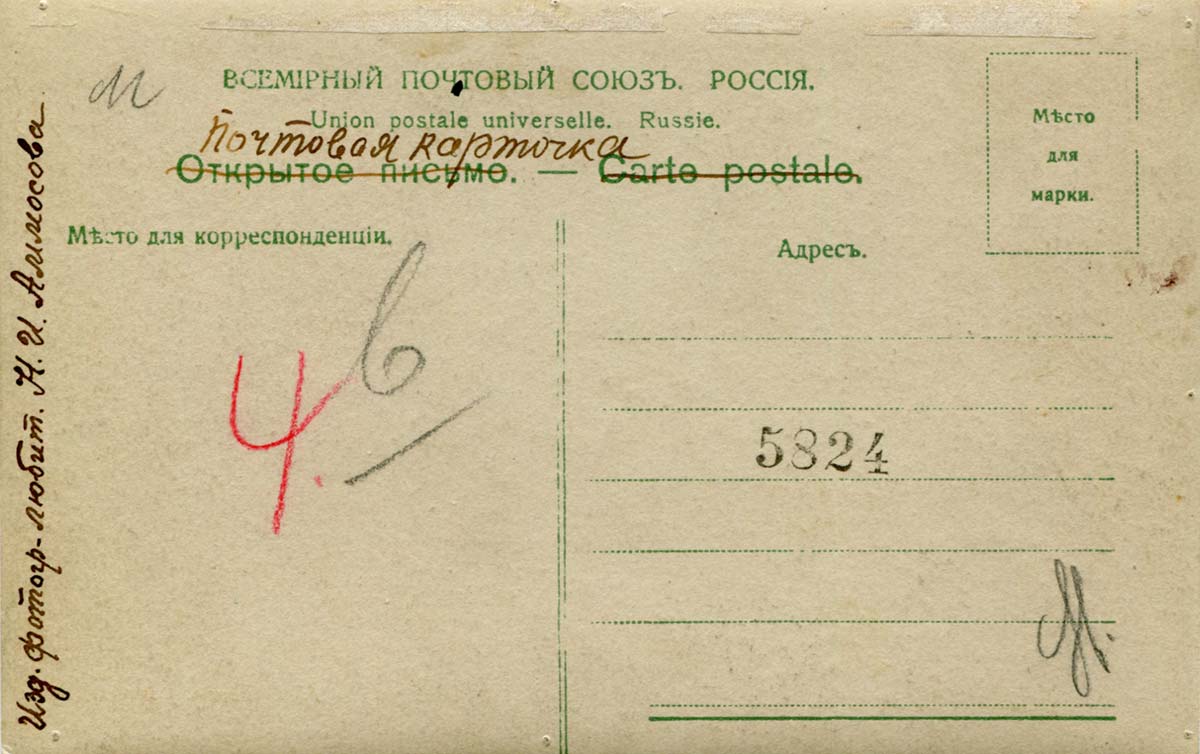 М
ВСЕМІРНЫЙ ПОЧТОВЫЙ СОЮЗЪ. РОССІЯ.
Union postale universelle. Russie.
Почтовая карточка
Открытое письмо. — Carte postale.
Мѣсто
для
марки.
Мѣсто для корреспонденціи.
Адресъ.
4.
5824
Изд. фотогр-любит. Н. И. Амосова